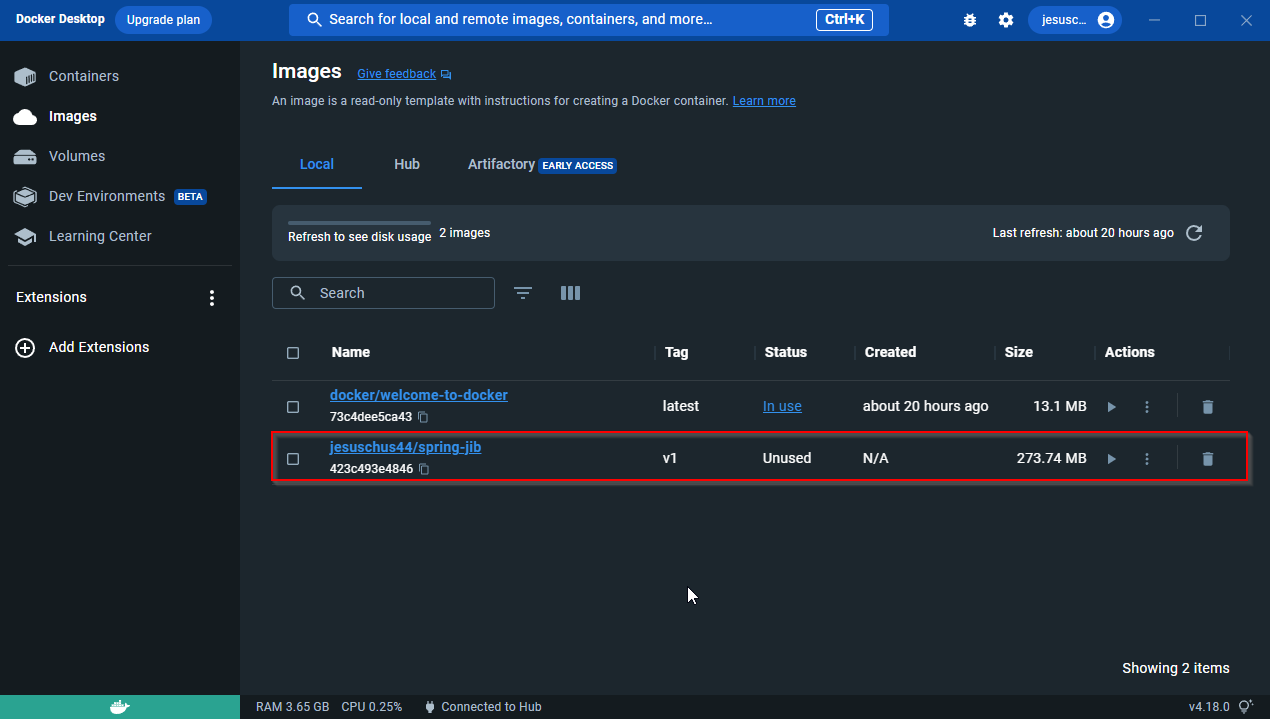 Docker Desktop Upgrade plan Search for local and remote images, containers, and more... Ctrl+K jesusc...
Containers
Images
Volumes
Dev Environments BETA
Learning Center
Extensions
Add Extensions
Images Give feedback
An image is a read-only template with instructions for creating a Docker container. Learn more
Local Hub Artifactory EARLY ACCESS
Refresh to see disk usage 2 images Last refresh: about 20 hours ago
Search
Name Tag Status Created Size Actions
docker/welcome-to-docker
73c4dee5ca43 latest In use about 20 hours ago 13.1 MB
jesuschus44/spring-jib
423c493e4846 v1 Unused N/A 273.74 MB
Showing 2 items
RAM 3.65 GB CPU 0.25% Connected to Hub v4.18.0